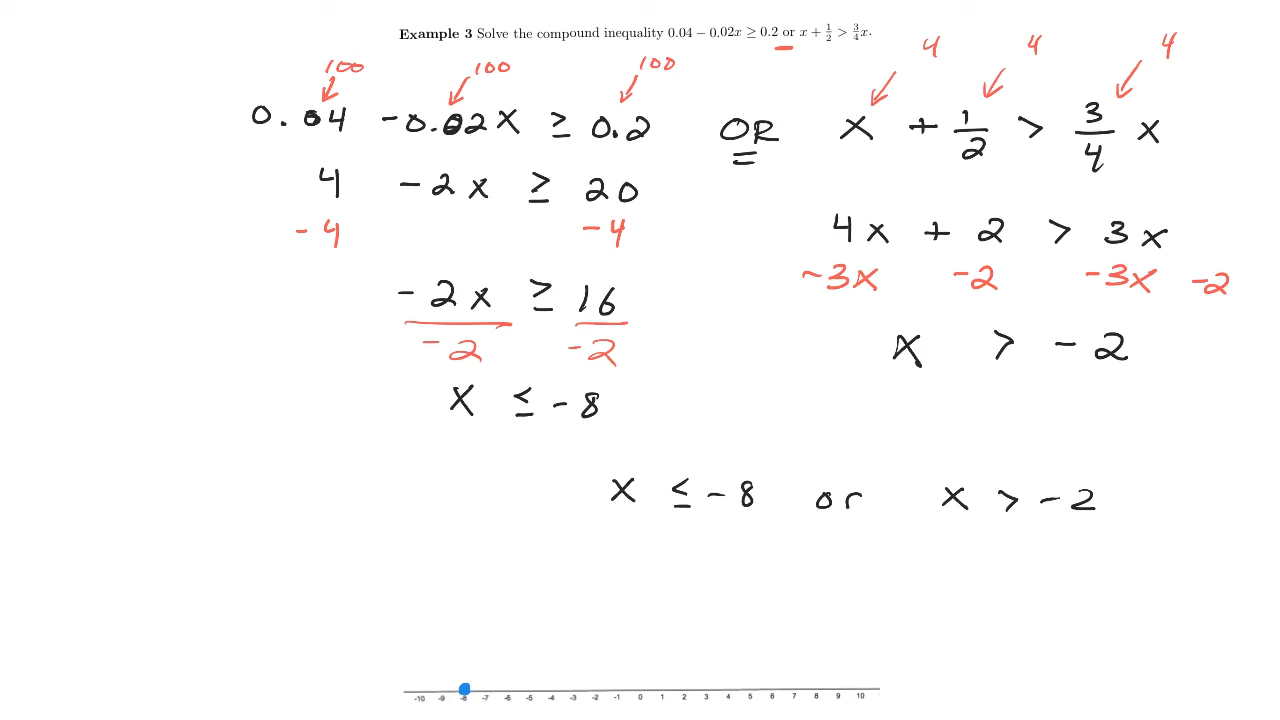 Example 3 Solve the compound inequality 0.04 − 0.02x ≥ 0.2 or x + 1/2 > 3/4 x.
100 100 100 4 4 4
0.04 -0.02x ≥ 0.2 OR x + 1/2 > 3/4 x
4 -2x ≥ 20
-4 -4
4x + 2 > 3x
-3x -2 -3x -2
-2x ≥ 16
-2 -2
x > -2
x ≤ -8
x ≤ -8 or x > -2
-10 -9 -8 -7 -6 -5 -4 -3 -2 -1 0 1 2 3 4 5 6 7 8 9 10